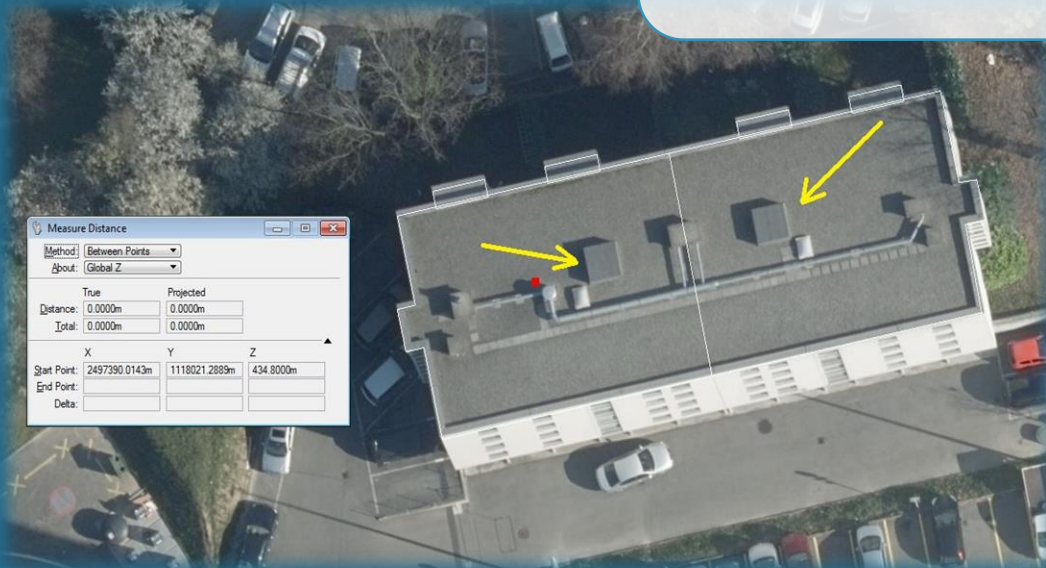 Measure Distance
Method: Between Points
About: Global Z
True Projected
Distance: 0.0000m 0.0000m
Total: 0.0000m 0.0000m
X Y Z
Start Point: 2497390.0143m 1118021.2889m 434.8000m
End Point:
Delta: